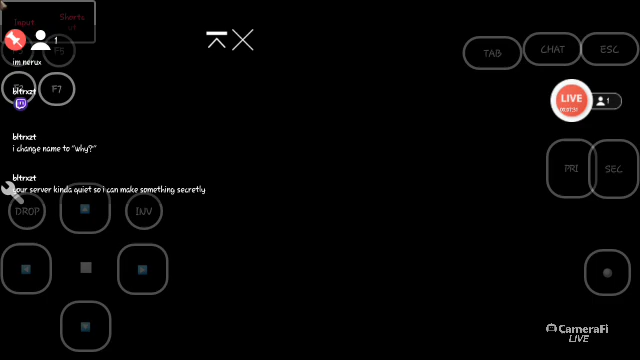 Input
Shorts
1
F5
im nerux
bltrxzt
F7
bltrxzt
i change name to "why?"
bltrxzt
your server kinda quiet so i can make something secretly
DROP
INV
TAB
CHAT
ESC
LIVE
1
PRI
SEC
CameraFi
LIVE